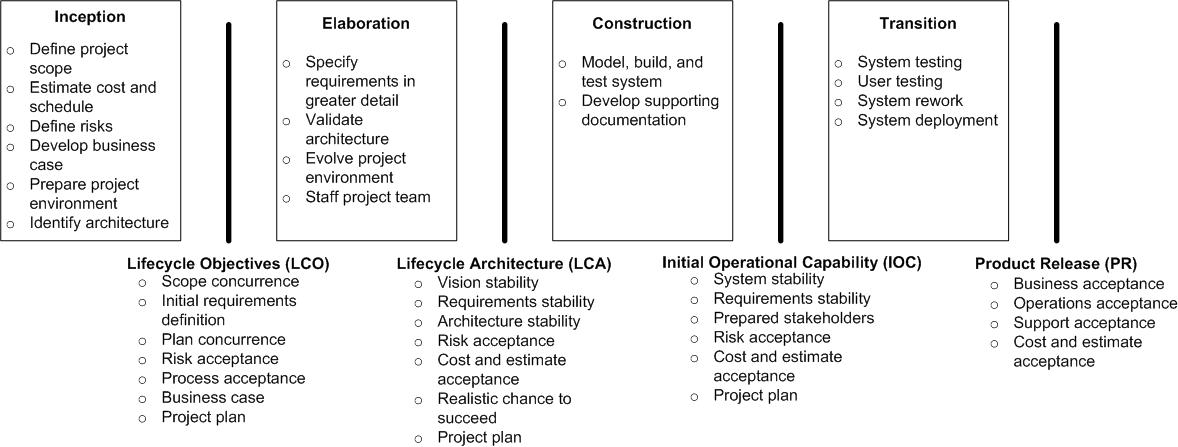 Inception
○ Define project
scope
○ Estimate cost and
schedule
○ Define risks
○ Develop business
case
○ Prepare project
environment
○ Identify architecture
Elaboration
○ Specify
requirements in
greater detail
○ Validate
architecture
○ Evolve project
environment
○ Staff project team
Construction
○ Model, build, and
test system
○ Develop supporting
documentation
Transition
○ System testing
○ User testing
○ System rework
○ System deployment
Lifecycle Objectives (LCO)
○ Scope concurrence
○ Initial requirements
definition
○ Plan concurrence
○ Risk acceptance
○ Process acceptance
○ Business case
○ Project plan
Lifecycle Architecture (LCA)
○ Vision stability
○ Requirements stability
○ Architecture stability
○ Risk acceptance
○ Cost and estimate
acceptance
○ Realistic chance to
succeed
○ Project plan
Initial Operational Capability (IOC)
○ System stability
○ Requirements stability
○ Prepared stakeholders
○ Risk acceptance
○ Cost and estimate
acceptance
○ Project plan
Product Release (PR)
○ Business acceptance
○ Operations acceptance
○ Support acceptance
○ Cost and estimate
acceptance